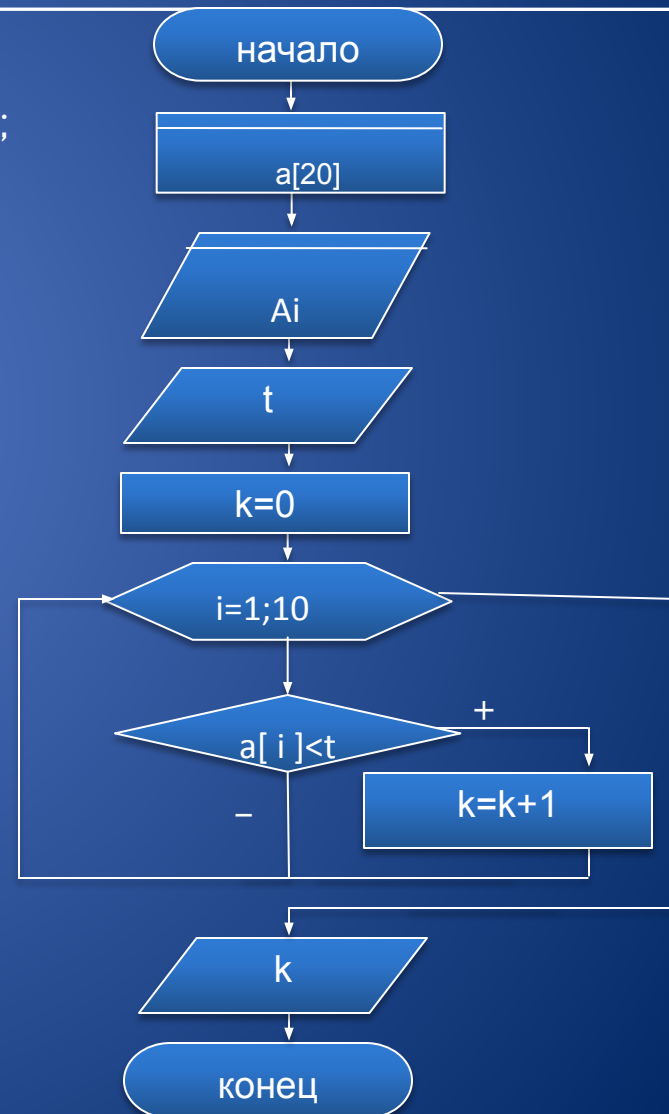 начало
;
a[20]
Ai
t
k=0
i=1;10
+
a[ i ]<t
k=k+1
–
k
конец